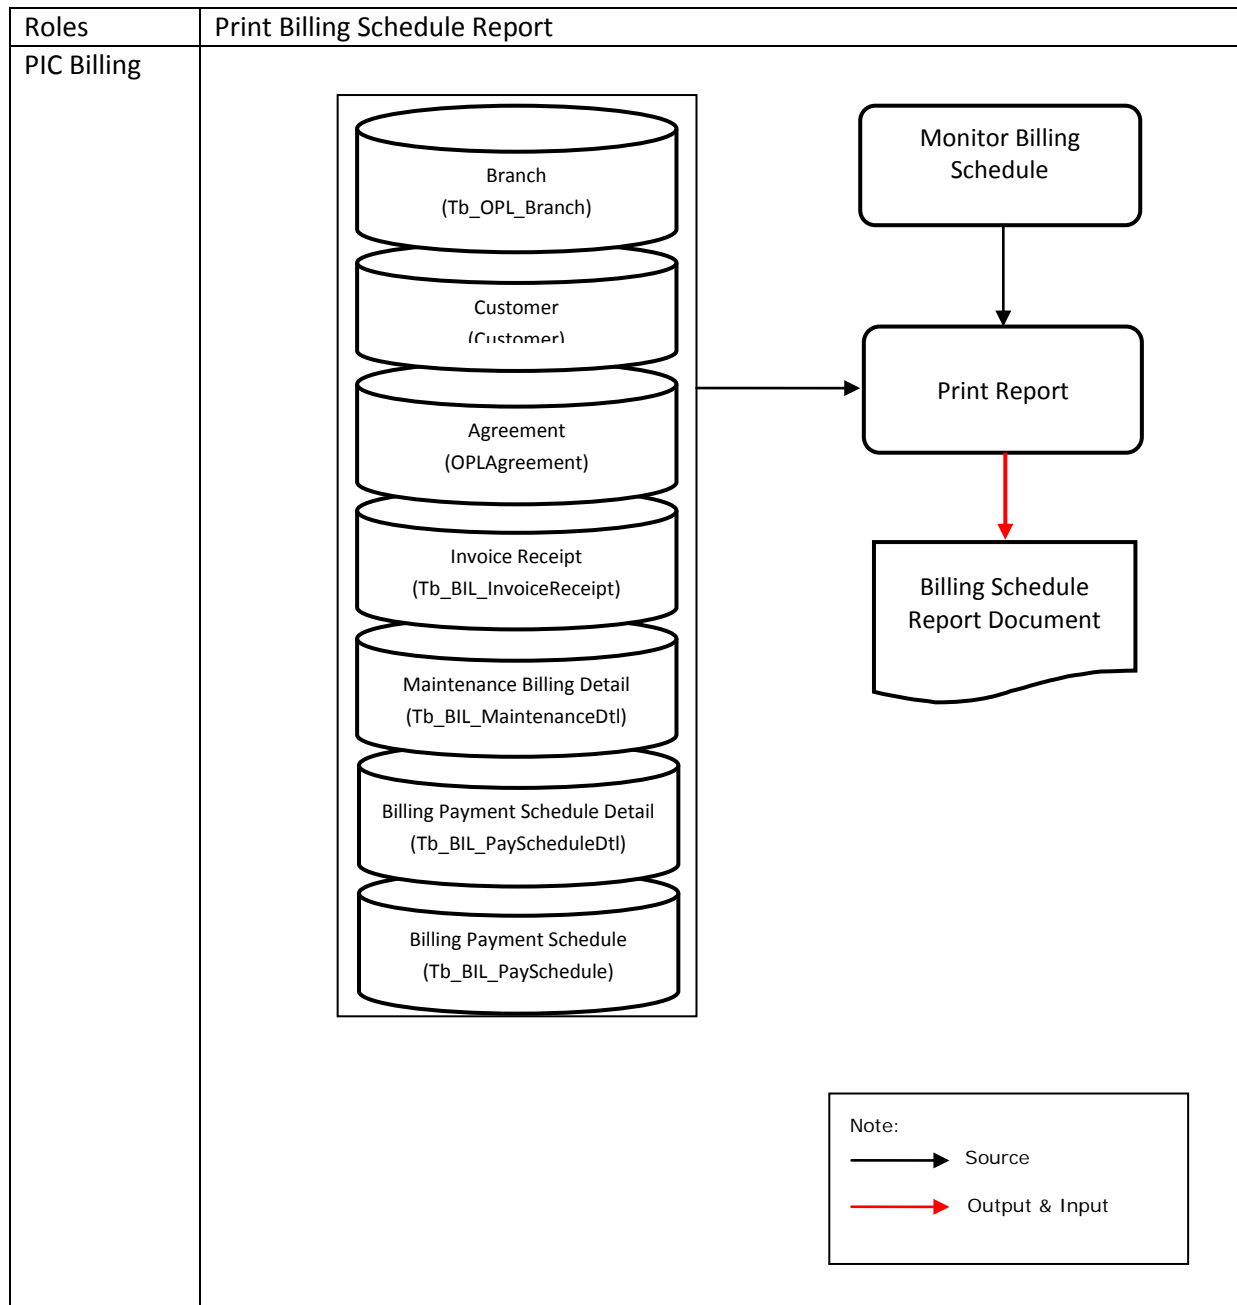 Roles
Print Billing Schedule Report
PIC Billing
Branch
(Tb_OPL_Branch)
Customer
(Customer)
Agreement
(OPLAgreement)
Invoice Receipt
(Tb_BIL_InvoiceReceipt)
Maintenance Billing Detail
(Tb_BIL_MaintenanceDtl)
Billing Payment Schedule Detail
(Tb_BIL_PayScheduleDtl)
Billing Payment Schedule
(Tb_BIL_PaySchedule)
Monitor Billing
Schedule
Print Report
Billing Schedule
Report Document
Note:
Source
Output & Input